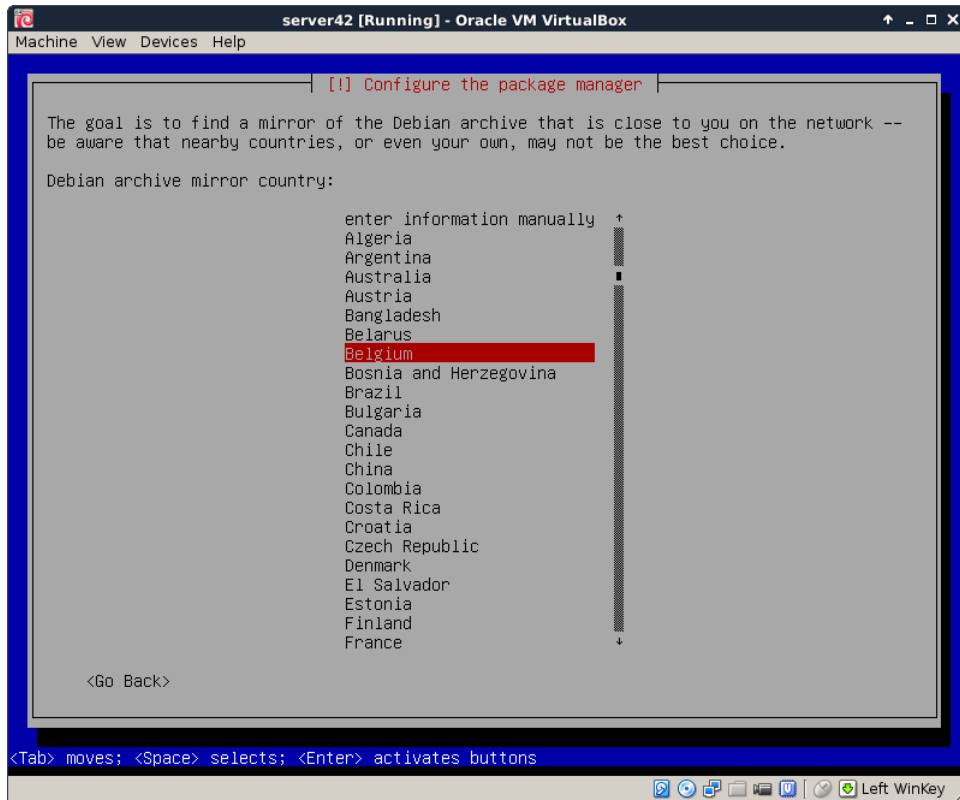 server42 [Running] - Oracle VM VirtualBox
Machine View Devices Help
[!] Configure the package manager
The goal is to find a mirror of the Debian archive that is close to you on the network --
be aware that nearby countries, or even your own, may not be the best choice.
Debian archive mirror country:
enter information manually
Algeria
Argentina
Australia
Austria
Bangladesh
Belarus
Belgium
Bosnia and Herzegovina
Brazil
Bulgaria
Canada
Chile
China
Colombia
Costa Rica
Croatia
Czech Republic
Denmark
El Salvador
Estonia
Finland
France
<Go Back>
<Tab> moves; <Space> selects; <Enter> activates buttons
Left WinKey